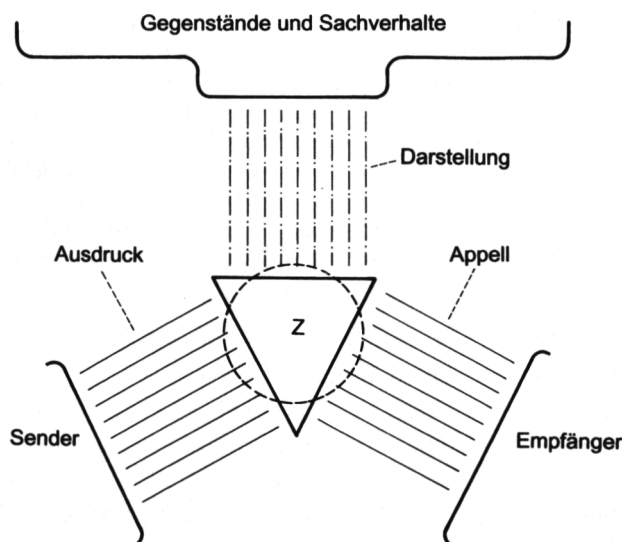 Gegenstände und Sachverhalte
Darstellung
Ausdruck
Appell
Z
Sender
Empfänger